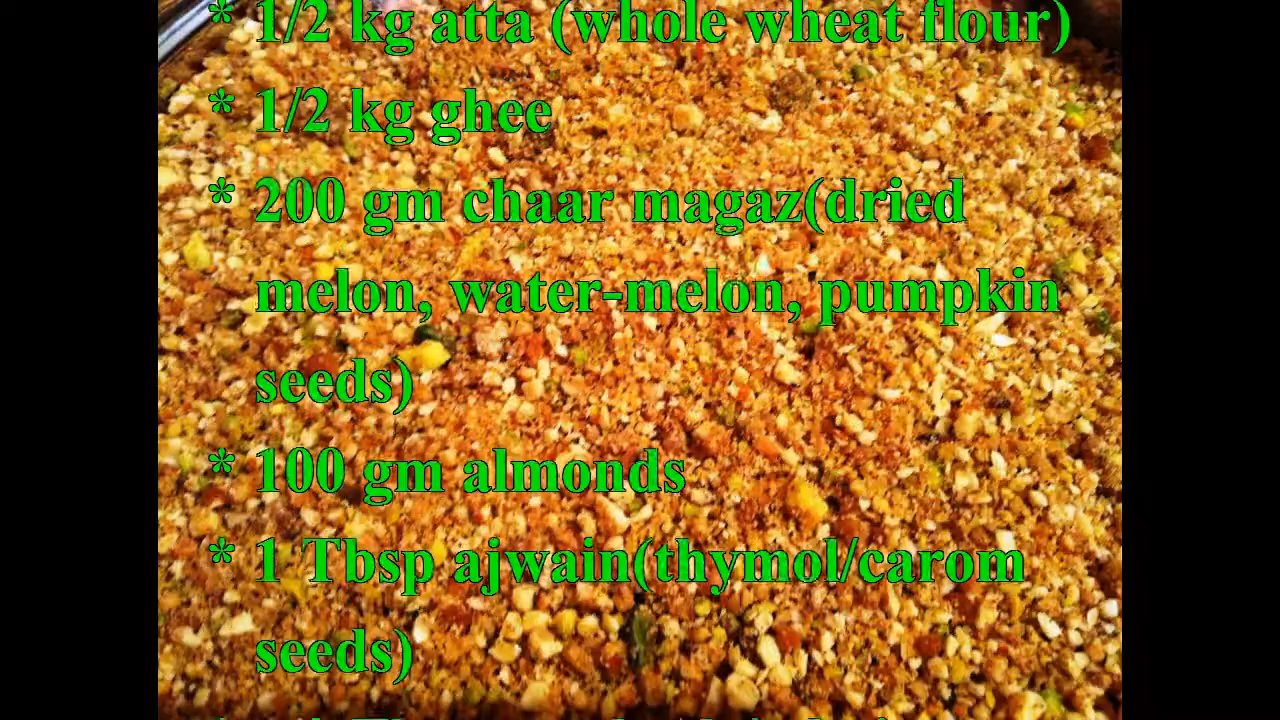 * 1/2 kg atta (whole wheat flour)
* 1/2 kg ghee
* 200 gm chaar magaz(dried
melon, water-melon, pumpkin
seeds)
* 100 gm almonds
* 1 Tbsp ajwain(thymol/carom
seeds)